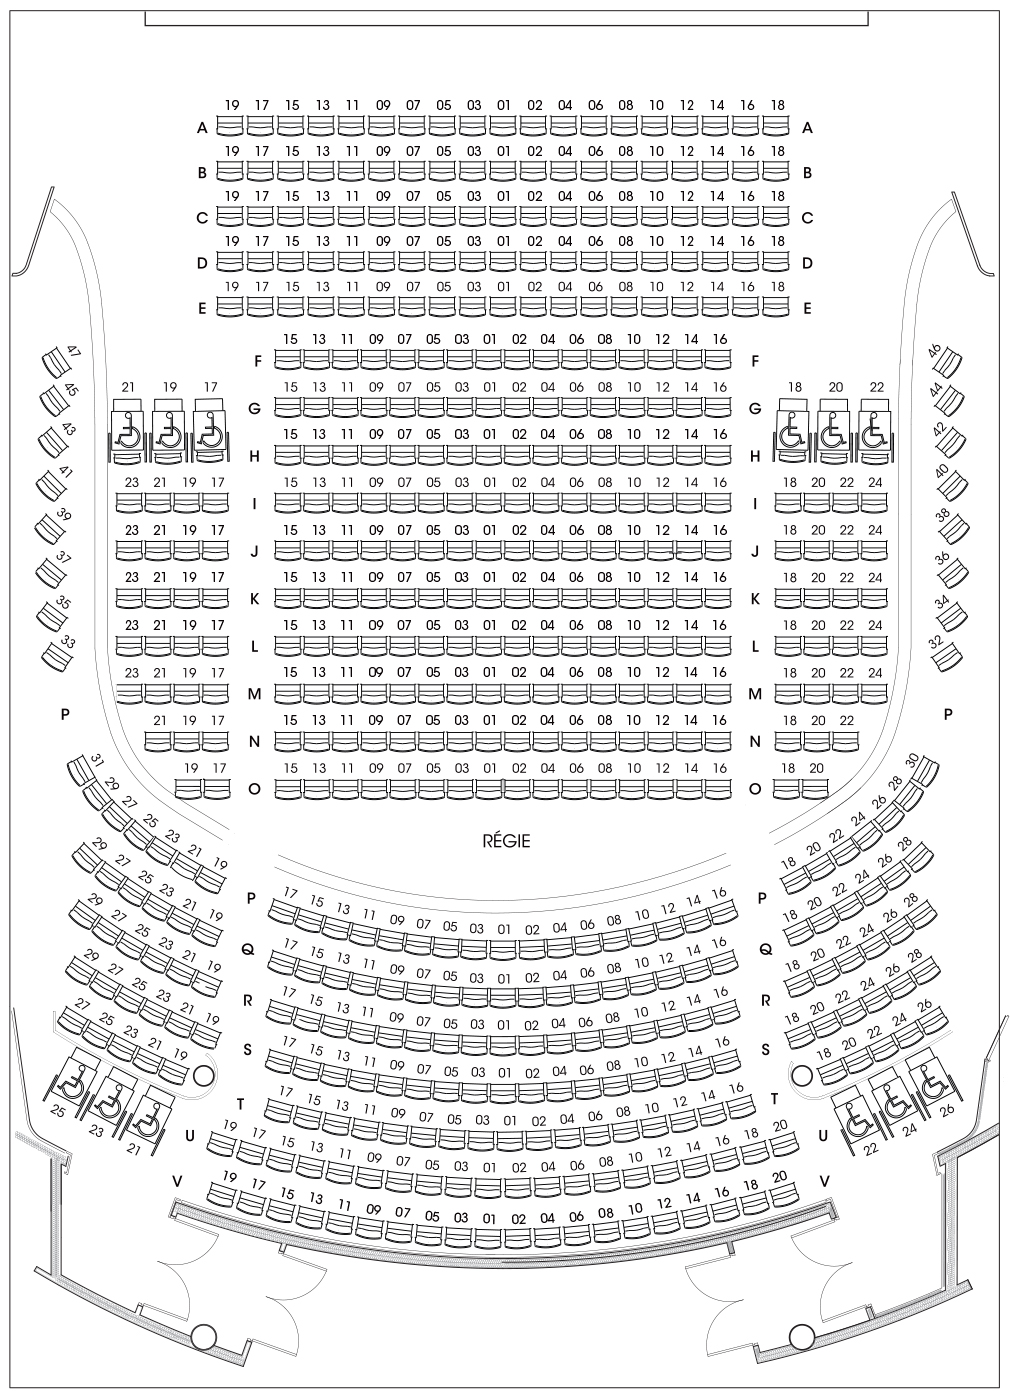 19 17 15 13 11 09 07 05 03 01 02 04 06 08 10 12 14 16 18
A A
19 17 15 13 11 09 07 05 03 01 02 04 06 08 10 12 14 16 18
B B
19 17 15 13 11 09 07 05 03 01 02 04 06 08 10 12 14 16 18
C C
19 17 15 13 11 09 07 05 03 01 02 04 06 08 10 12 14 16 18
D D
19 17 15 13 11 09 07 05 03 01 02 04 06 08 10 12 14 16 18
E E
15 13 11 09 07 05 03 01 02 04 06 08 10 12 14 16
47 F F 46
21 19 17 15 13 11 09 07 05 03 01 02 04 06 08 10 12 14 16 18 20 22
45 G G 44
43 15 13 11 09 07 05 03 01 02 04 06 08 10 12 14 16 42
H H
41 23 21 19 17 15 13 11 09 07 05 03 01 02 04 06 08 10 12 14 16 18 20 22 24 40
I I
39 23 21 19 17 15 13 11 09 07 05 03 01 02 04 06 08 10 12 14 16 18 20 22 24 38
J J
37 23 21 19 17 15 13 11 09 07 05 03 01 02 04 06 08 10 12 14 16 18 20 22 24 36
K K
35 23 21 19 17 15 13 11 09 07 05 03 01 02 04 06 08 10 12 14 16 18 20 22 24 34
33 L L 32
23 21 19 17 15 13 11 09 07 05 03 01 02 04 06 08 10 12 14 16 18 20 22 24
M M
P P
21 19 17 15 13 11 09 07 05 03 01 02 04 06 08 10 12 14 16 18 20 22
N N
19 17 15 13 11 09 07 05 03 01 02 04 06 08 10 12 14 16 18 20
O O
RÉGIE
31 29 27 25 23 21 19 18 20 22 24 26 28 30
P 17 15 13 11 09 07 05 03 01 02 04 06 08 10 12 14 16 P
29 27 25 23 21 19 18 20 22 24 26 28
Q 17 15 13 11 09 07 05 03 01 02 04 06 08 10 12 14 16 Q
29 27 25 23 21 19 18 20 22 24 26 28
R 17 15 13 11 09 07 05 03 01 02 04 06 08 10 12 14 16 R
29 27 25 23 21 19 18 20 22 24 26 28
S 17 15 13 11 09 07 05 03 01 02 04 06 08 10 12 14 16 S
27 25 23 21 19 18 20 22 24 26
T 17 15 13 11 09 07 05 03 01 02 04 06 08 10 12 14 16 T
25 23 21 22 24 26
U 19 17 15 13 11 09 07 05 03 01 02 04 06 08 10 12 14 16 18 20 U
V 19 17 15 13 11 09 07 05 03 01 02 04 06 08 10 12 14 16 18 20 V